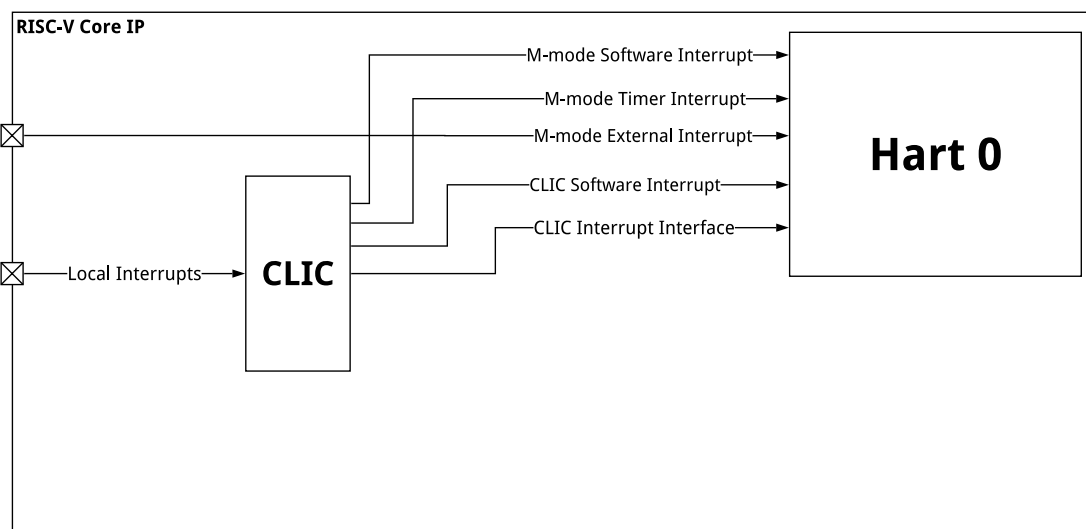 RISC-V Core IP
M-mode Software Interrupt
M-mode Timer Interrupt
M-mode External Interrupt
Hart 0
CLIC Software Interrupt
CLIC Interrupt Interface
Local Interrupts
CLIC